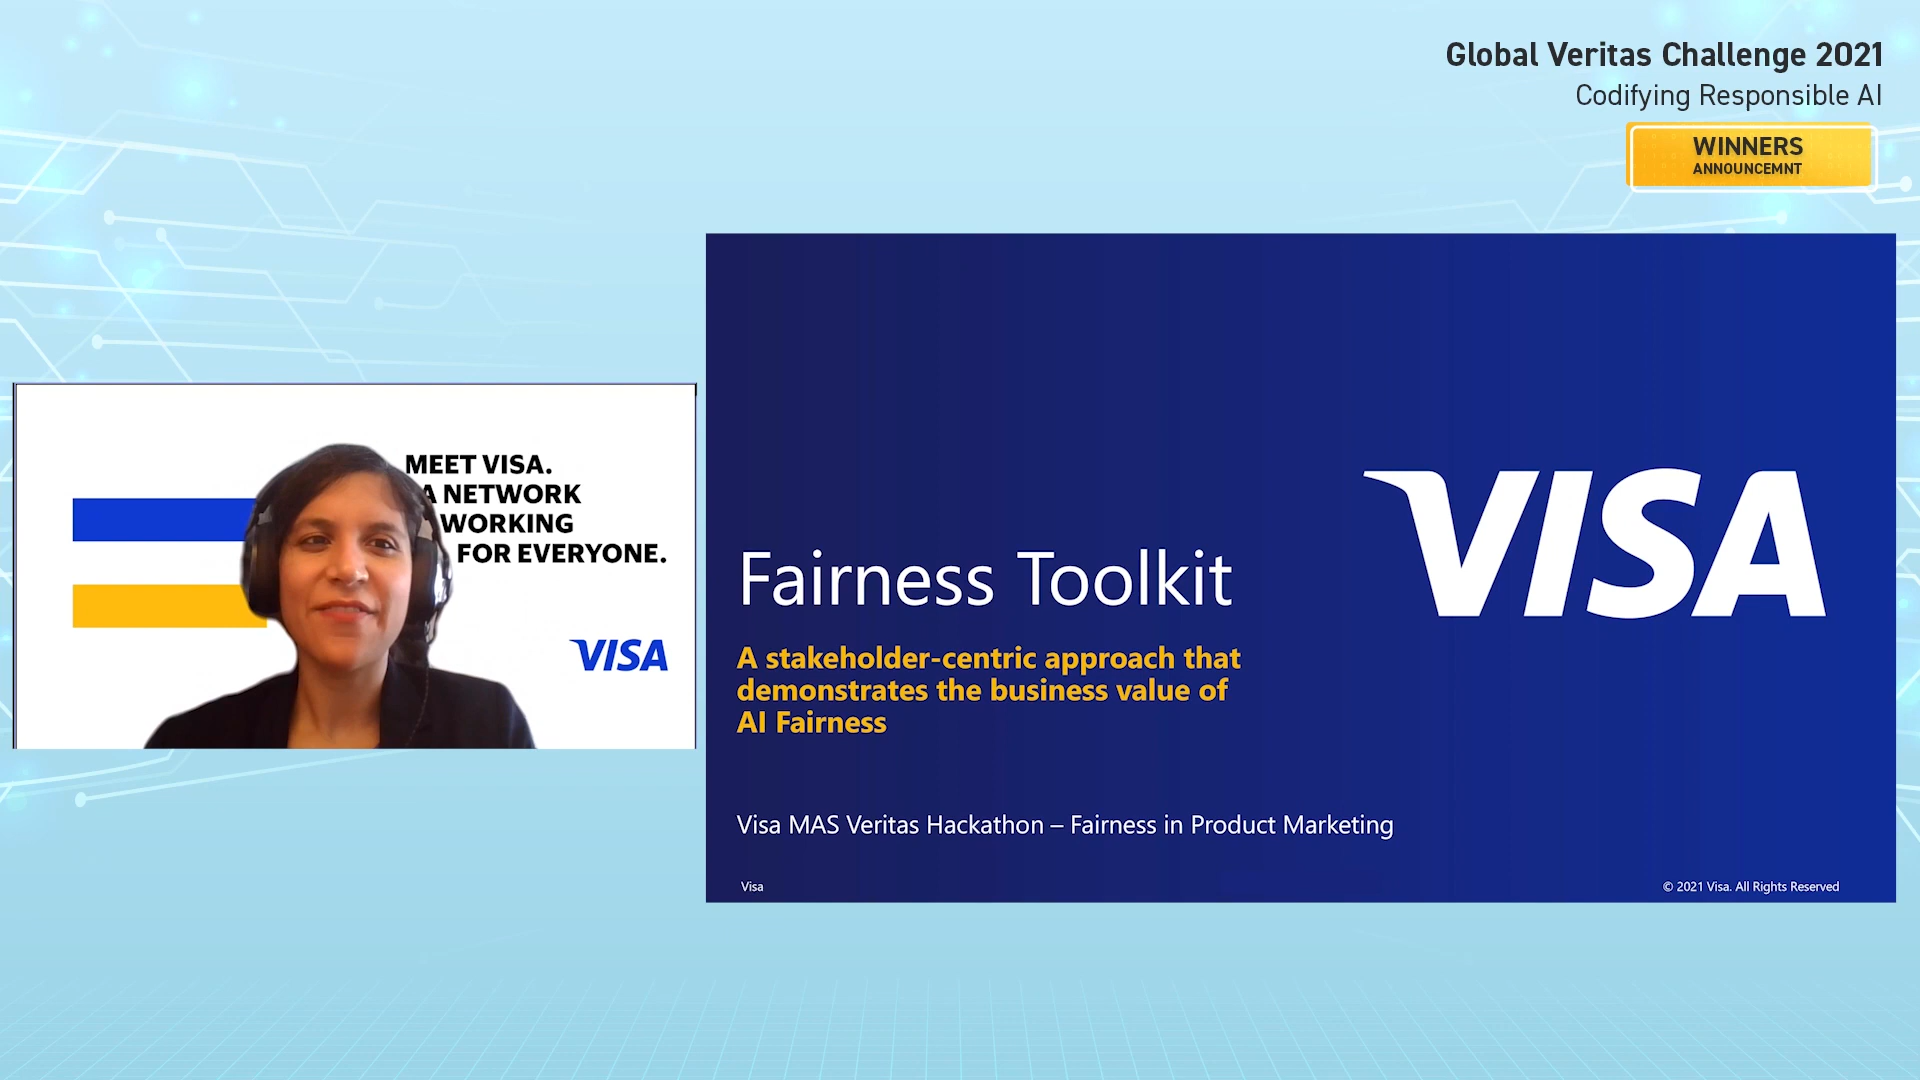 Global Veritas Challenge 2021
Codifying Responsible AI
WINNERS
ANNOUNCEMNT
MEET VISA.
A NETWORK
WORKING
FOR EVERYONE.
VISA
VISA
Fairness Toolkit
A stakeholder-centric approach that
demonstrates the business value of
AI Fairness
Visa MAS Veritas Hackathon – Fairness in Product Marketing
Visa
© 2021 Visa. All Rights Reserved